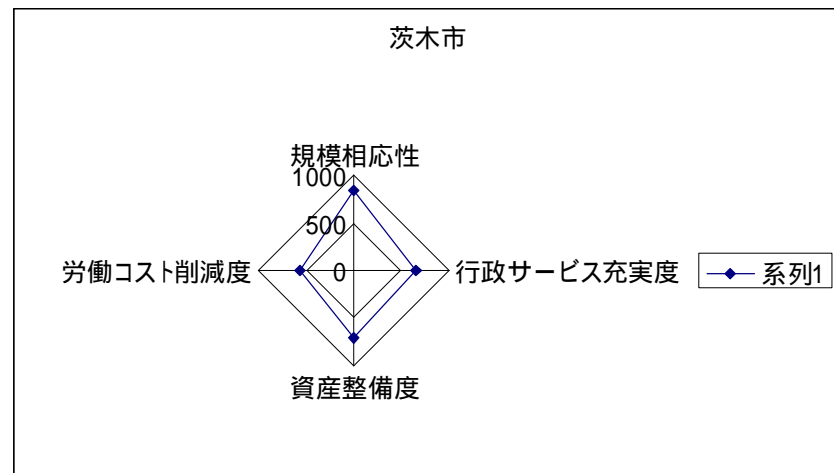 茨木市
規模相応性
1000
500
0
労働コスト削減度
行政サービス充実度
系列1
資産整備度